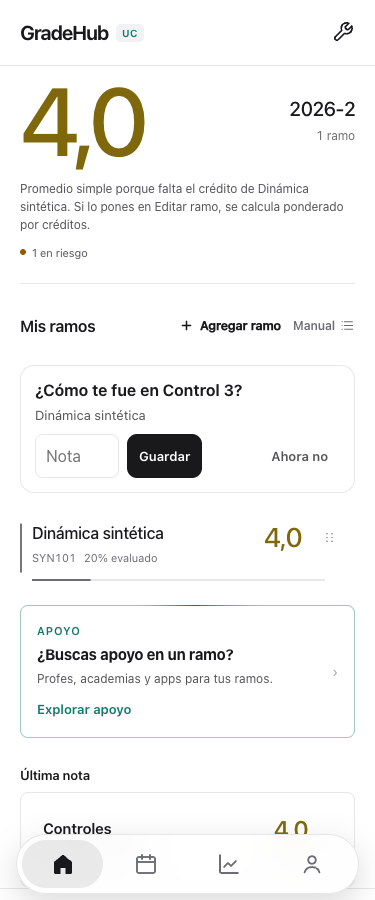 GradeHub UC
4,0
2026-2
1 ramo
Promedio simple porque falta el crédito de Dinámica
sintética. Si lo pones en Editar ramo, se calcula ponderado
por créditos.
1 en riesgo
Mis ramos
Agregar ramo
Manual
¿Cómo te fue en Control 3?
Dinámica sintética
Nota
Guardar
Ahora no
Dinámica sintética
4,0
SYN101 20% evaluado
APOYO
¿Buscas apoyo en un ramo?
Profes, academias y apps para tus ramos.
Explorar apoyo
Última nota
Controles
4,0